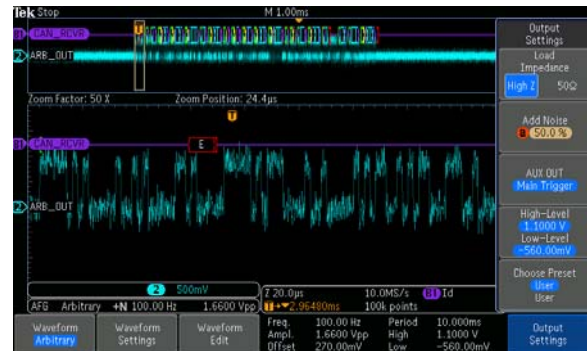 Tek Stop M 1.00ms
B1 CAN_RCVR
2 ARB_OUT
Zoom Factor: 50 X Zoom Position: 24.4µs
B1 CAN_RCVR E
2 ARB_OUT
2 500mV
Z 20.0µs 10.0MS/s B1 Id
2.96480ms 100k points
AFG Arbitrary +N 100.00 Hz 1.6600 Vpp
Freq. 100.00 Hz Period 10.000ms
Ampl. 1.6600 Vpp High 1.1000 V
Offset 270.00mV Low -560.00mV
Waveform
Arbitrary
Waveform
Settings
Waveform
Edit
Output
Settings
Load
Impedance
High Z 50Ω
Add Noise
a 50.0 %
AUX OUT
Main Trigger
High-Level
1.1000 V
Low-Level
-560.00mV
Choose Preset
User
User
Output
Settings